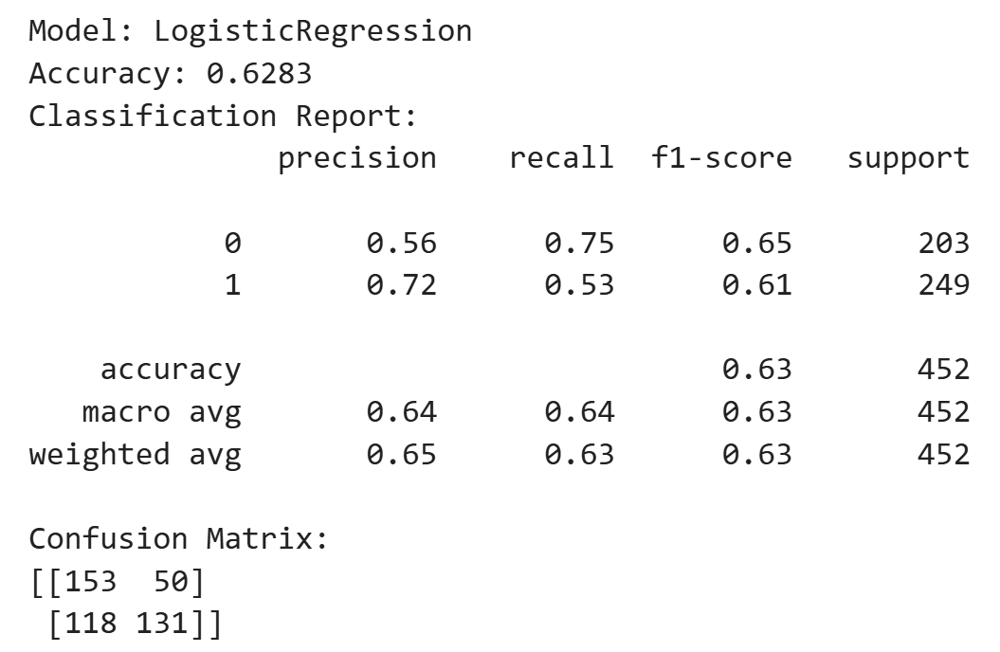 Model: LogisticRegression
Accuracy: 0.6283
Classification Report:
              precision    recall  f1-score   support

           0       0.56      0.75      0.65       203
           1       0.72      0.53      0.61       249

    accuracy                           0.63       452
   macro avg       0.64      0.64      0.63       452
weighted avg       0.65      0.63      0.63       452

Confusion Matrix:
[[153  50]
 [118 131]]